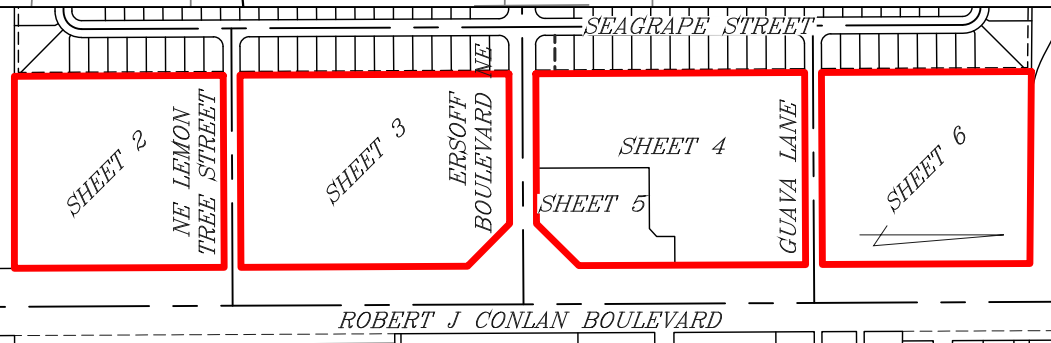 SEAGRAPE STREET
SHEET 2
NE LEMON
TREE STREET
SHEET 3
ERSOFF
BOULEVARD NE
SHEET 4
SHEET 5
GUAVA LANE
SHEET 6
ROBERT J CONLAN BOULEVARD